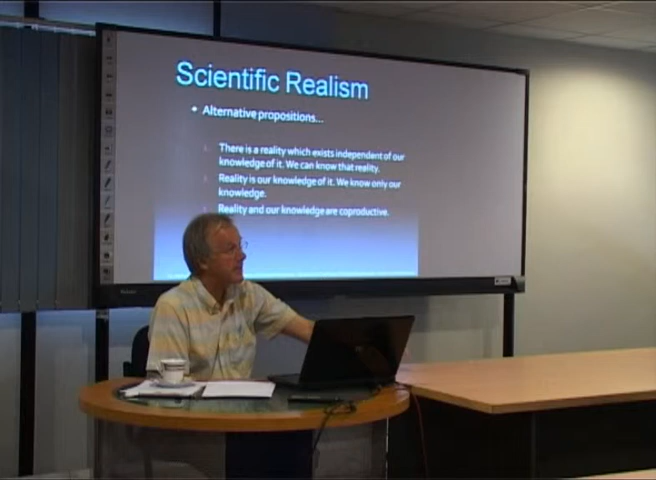 Scientific Realism
Alternative propositions...
There is a reality which exists independent of our
knowledge of it. We can know that reality.
Reality is our knowledge of it. We know only our
knowledge.
Reality and our knowledge are coproductive.